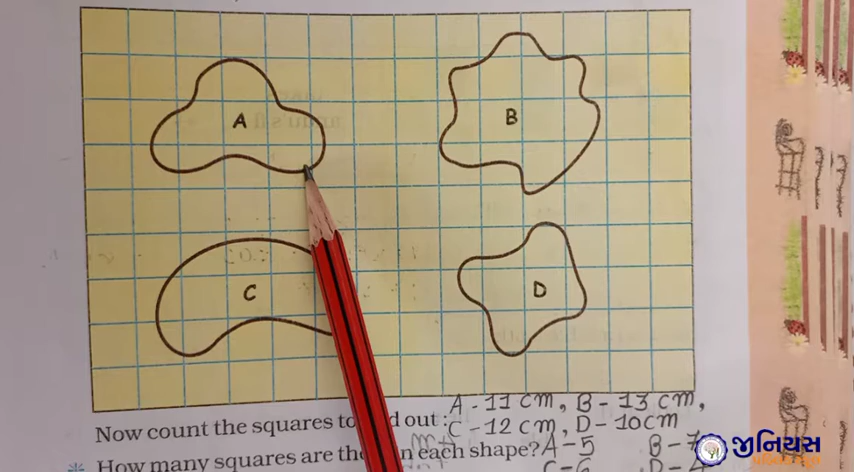 A
B
C
D
A - 11 cm, B - 13 cm,
Now count the squares to d out : C - 12 cm, D - 10 cm
How many squares are the n each shape? A - 5 B - 7
C - 6
જીનિયસ